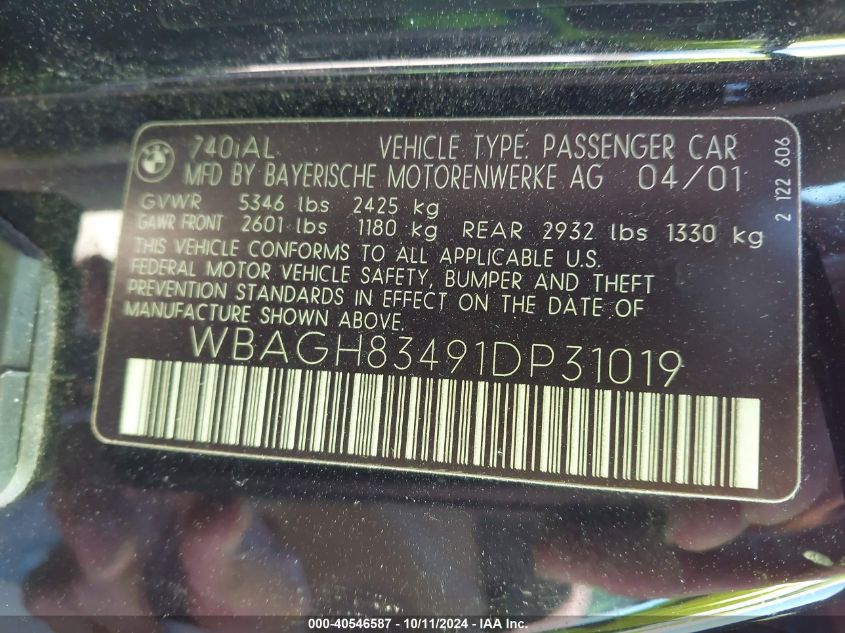 BMW
740iAL VEHICLE TYPE: PASSENGER CAR
MFD BY BAYERISCHE MOTORENWERKE AG 04/01
GVWR 5346 lbs 2425 kg
GAWR FRONT 2601 lbs 1180 kg REAR 2932 lbs 1330 kg
THIS VEHICLE CONFORMS TO ALL APPLICABLE U.S.
FEDERAL MOTOR VEHICLE SAFETY, BUMPER AND THEFT
PREVENTION STANDARDS IN EFFECT ON THE DATE OF
MANUFACTURE SHOWN ABOVE.
WBAGH83491DP31019
2 122 606
000-40546587 - 10/11/2024 - © IAA Inc.